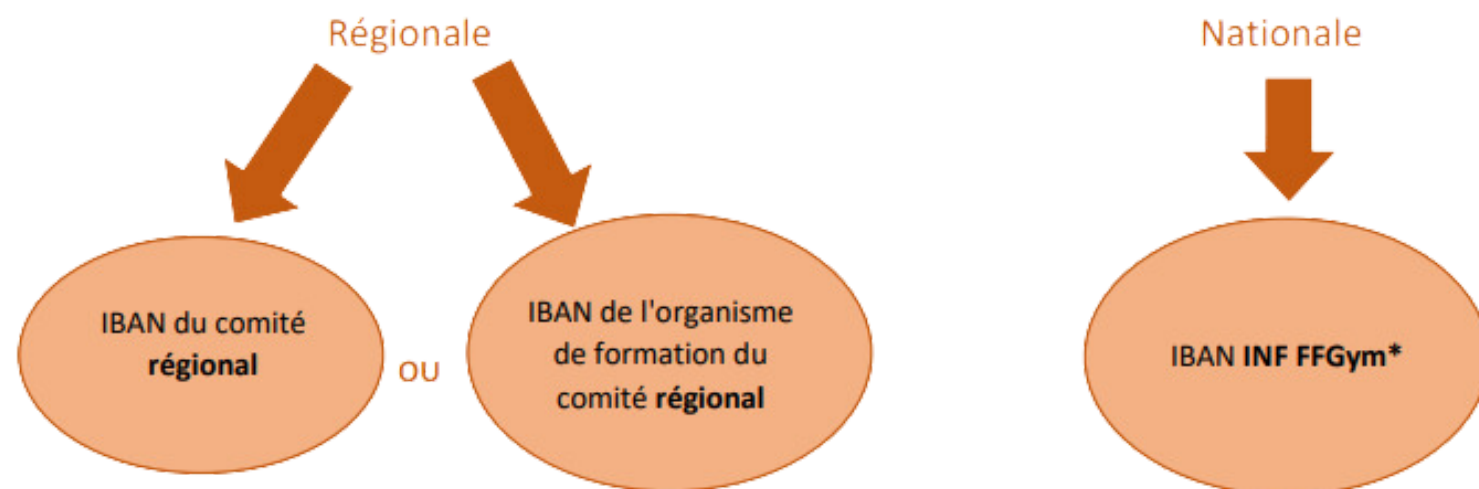 Régionale
Nationale
IBAN du comité
régional
ou
IBAN de l'organisme
de formation du
comité régional
IBAN INF FFGym*